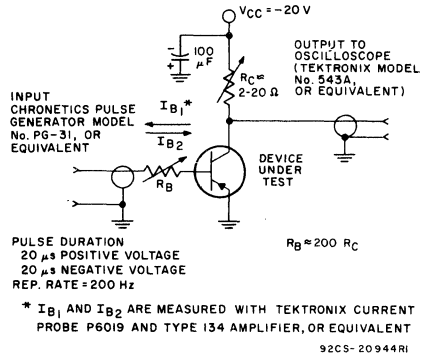 VCC = -20 V
-
+
100
μF
RC≈
2-20 Ω
OUTPUT TO
OSCILLOSCOPE
(TEKTRONIX MODEL
No. 543A,
OR EQUIVALENT)
INPUT
CHRONETICS PULSE
GENERATOR MODEL
No. PG-31, OR
EQUIVALENT
IB1*
IB2
RB
DEVICE
UNDER
TEST
PULSE DURATION
20 μs POSITIVE VOLTAGE
20 μs NEGATIVE VOLTAGE
REP. RATE = 200 Hz
RB≈200 RC
* IB1 AND IB2 ARE MEASURED WITH TEKTRONIX CURRENT
PROBE P6019 AND TYPE 134 AMPLIFIER, OR EQUIVALENT
92CS-20944R1